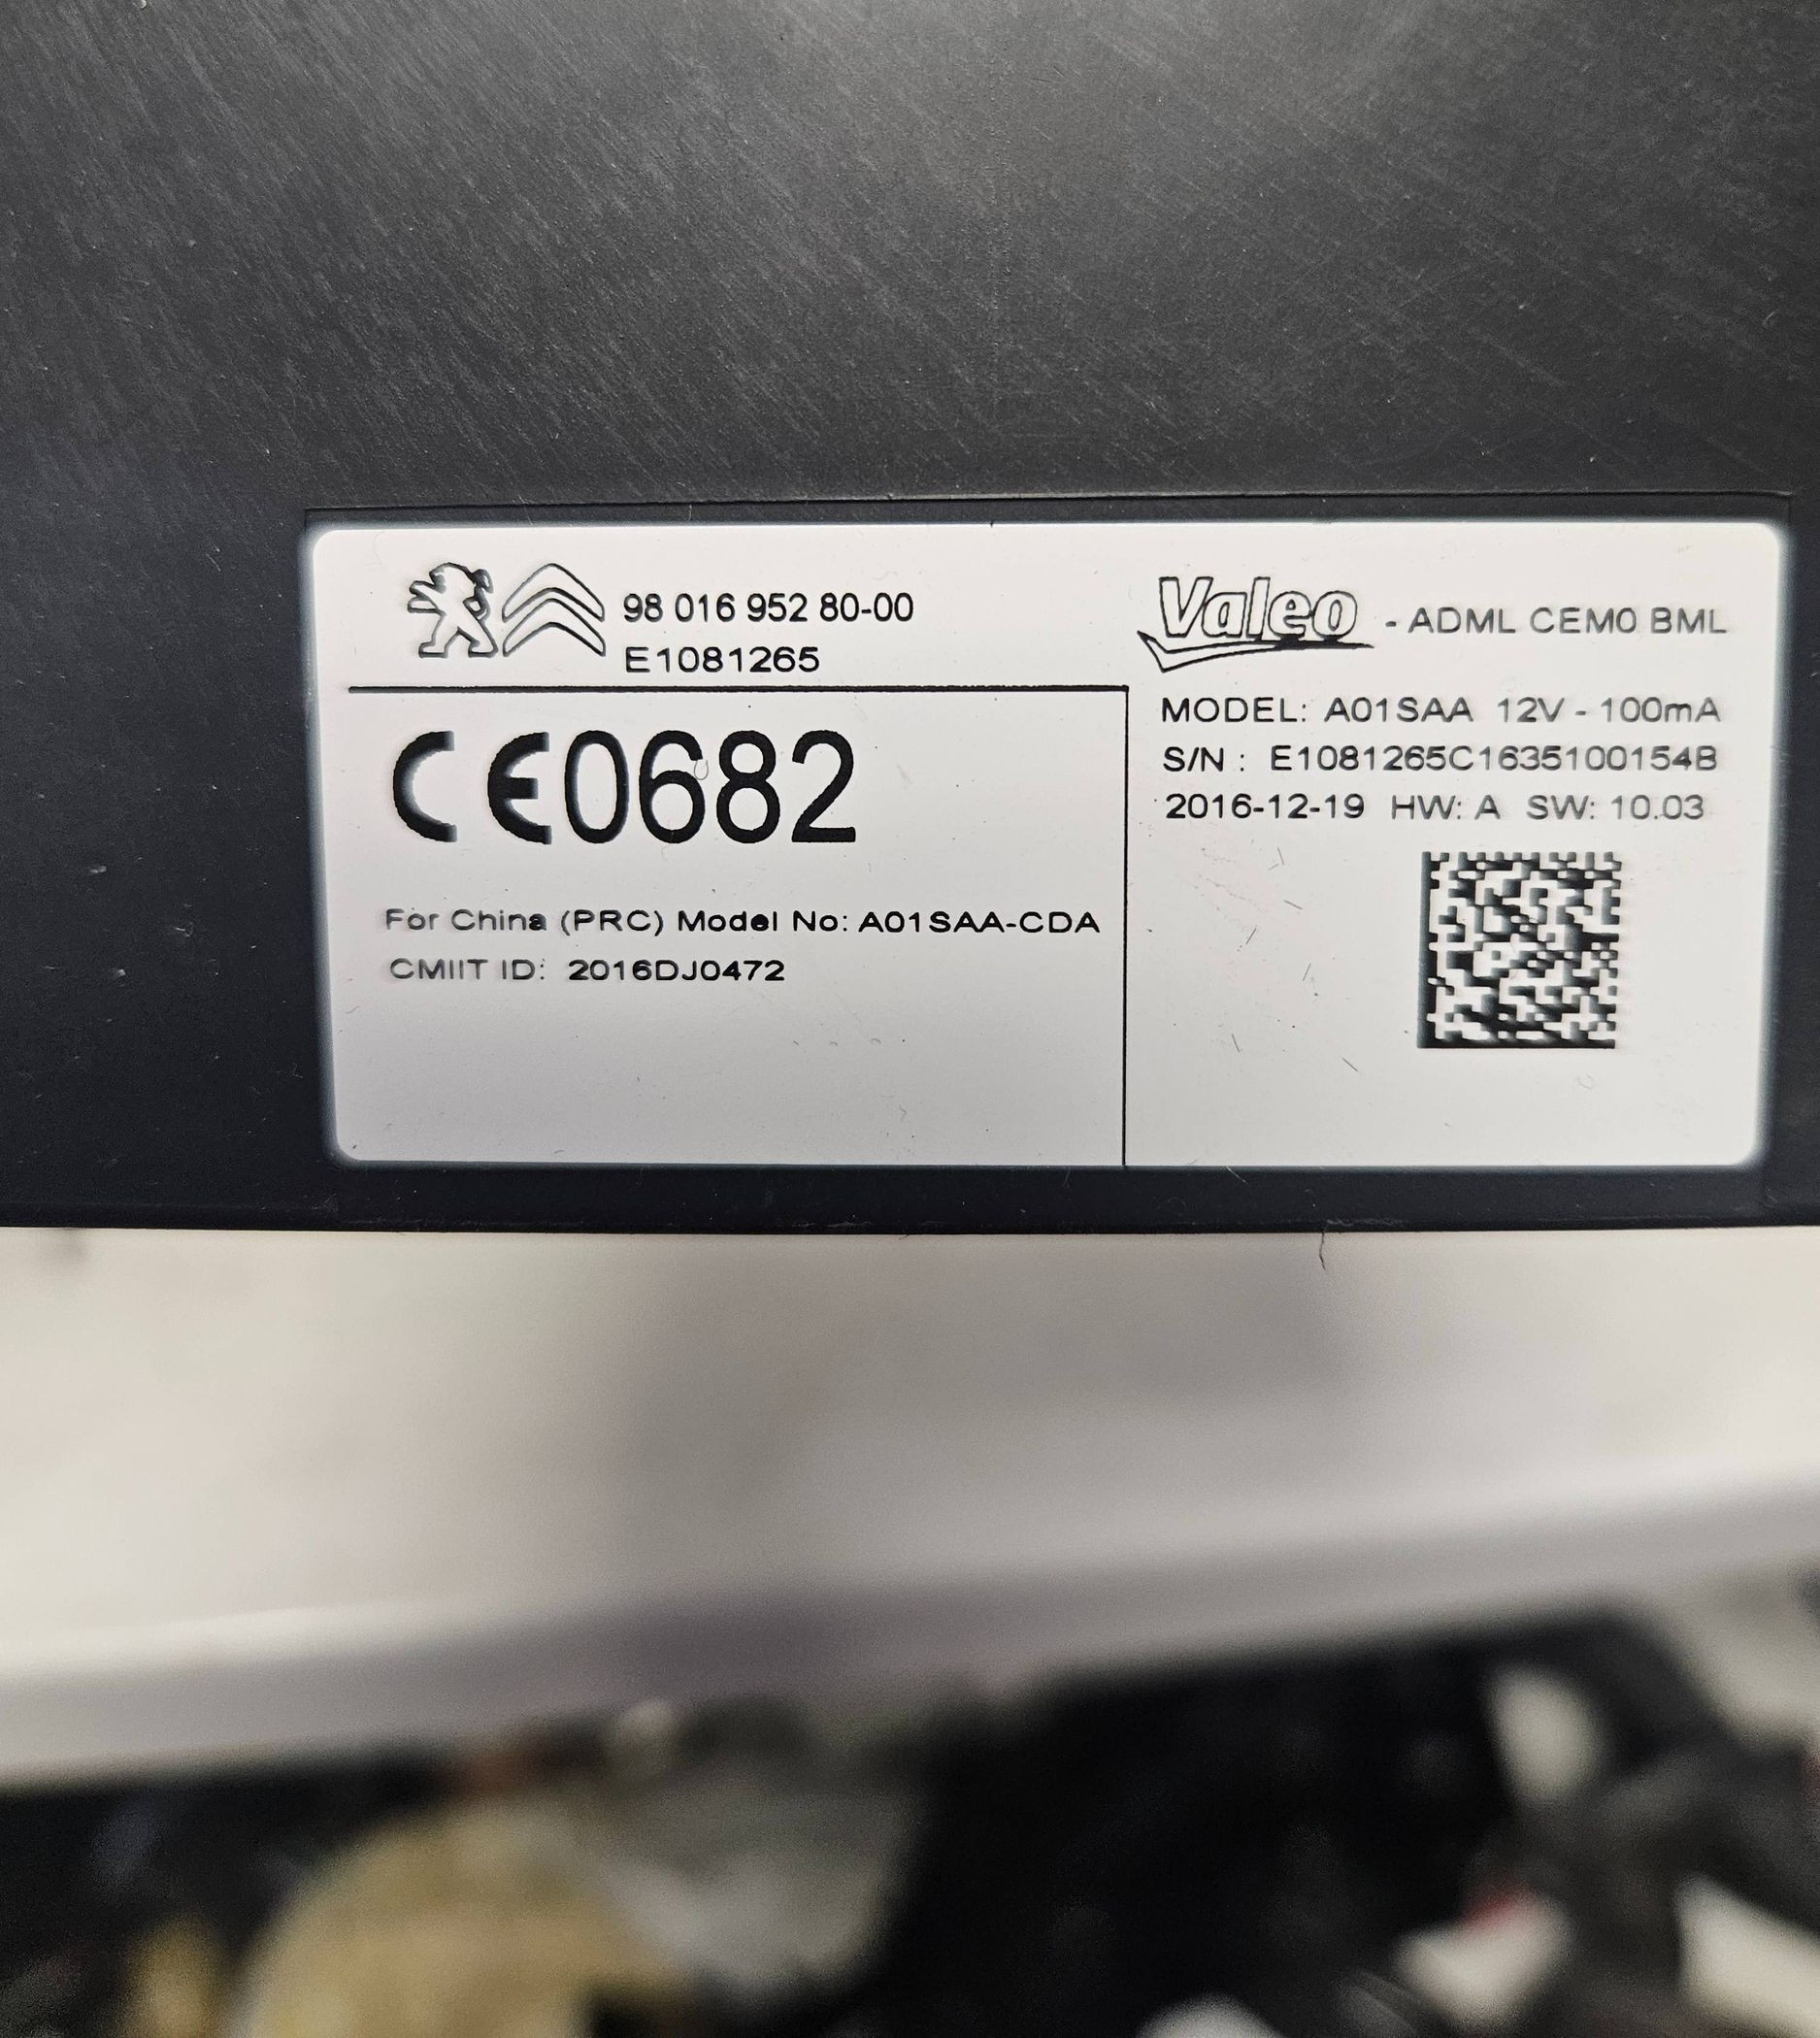 98 016 952 80-00
E1081265
CE0682
For China (PRC) Model No: A01SAA-CDA
CMIIT ID: 2016DJ0472
Valeo - ADML CEM0 BML
MODEL: A01SAA 12V - 100mA
S/N : E1081265C1635100154B
2016-12-19 HW: A SW: 10.03